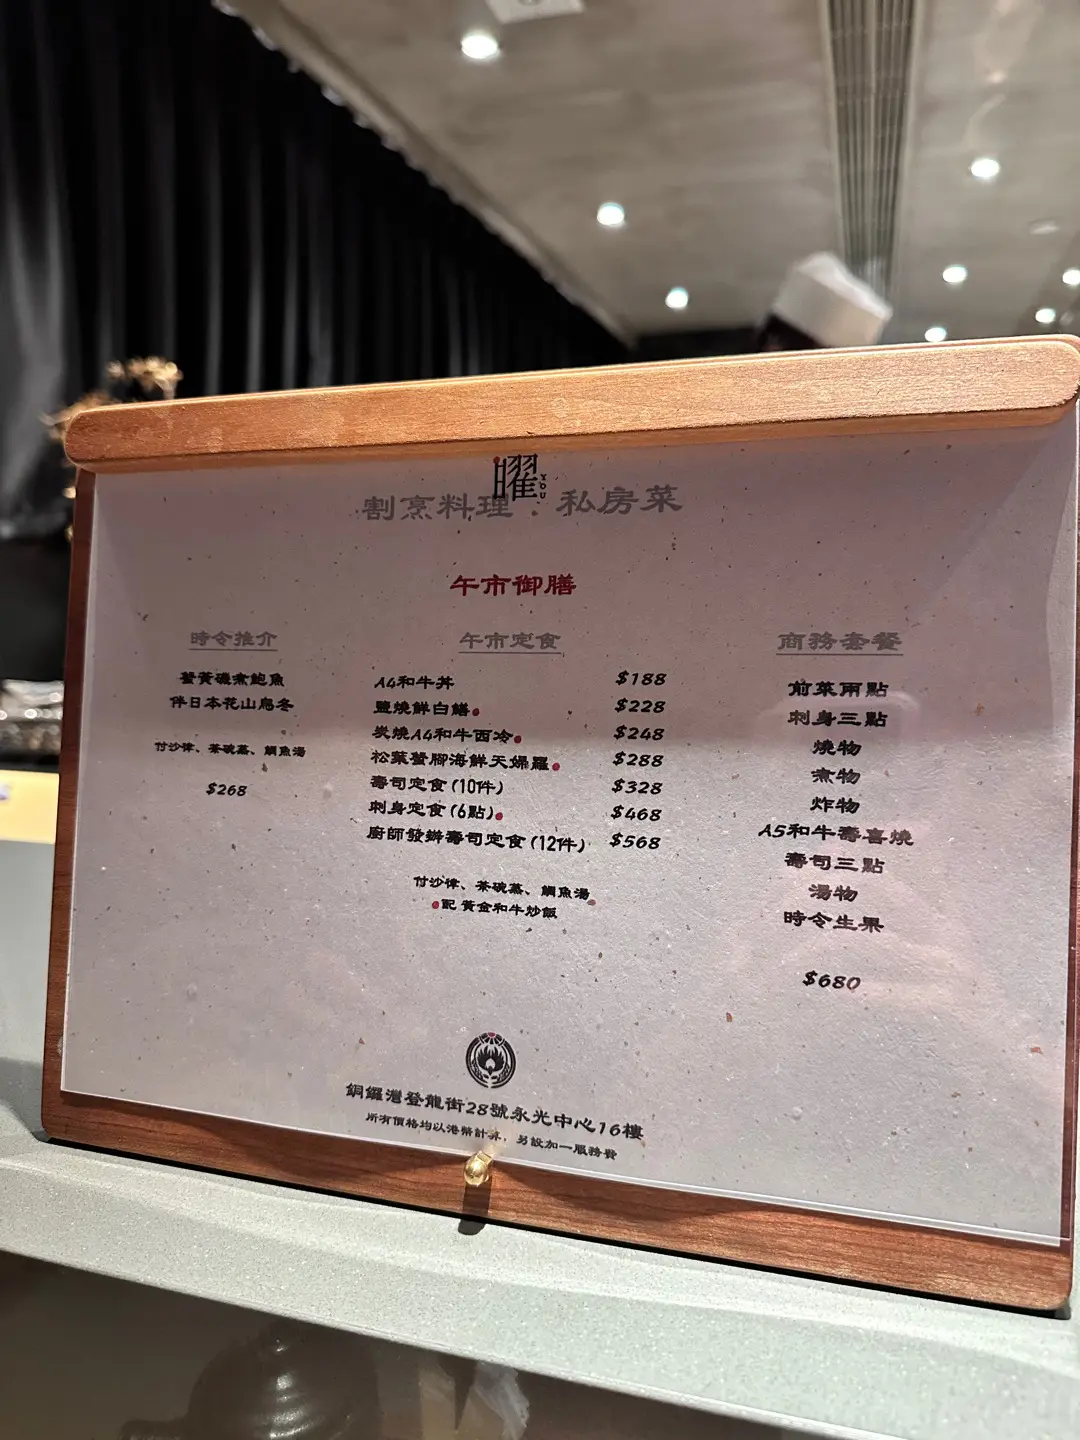 曜
YOU
割烹料理．私房菜
午市御膳
時令推介
蟹黃磯煮鮑魚
伴日本花山烏冬
付沙律、茶碗蒸、鯛魚湯
$268
午市定食
A4和牛丼 $188
鹽燒鮮白鱔 $228
炭燒A4和牛西冷 $248
松葉蟹腳海鮮天婦羅 $288
壽司定食(10件) $328
刺身定食(6點) $468
廚師發辦壽司定食(12件) $568
付沙律、茶碗蒸、鯛魚湯
配 黃金和牛炒飯
商務套餐
前菜兩點
刺身三點
燒物
煮物
炸物
A5和牛壽喜燒
壽司三點
湯物
時令生果
$680
銅鑼灣登龍街28號永光中心16樓
所有價格均以港幣計算，另設加一服務費